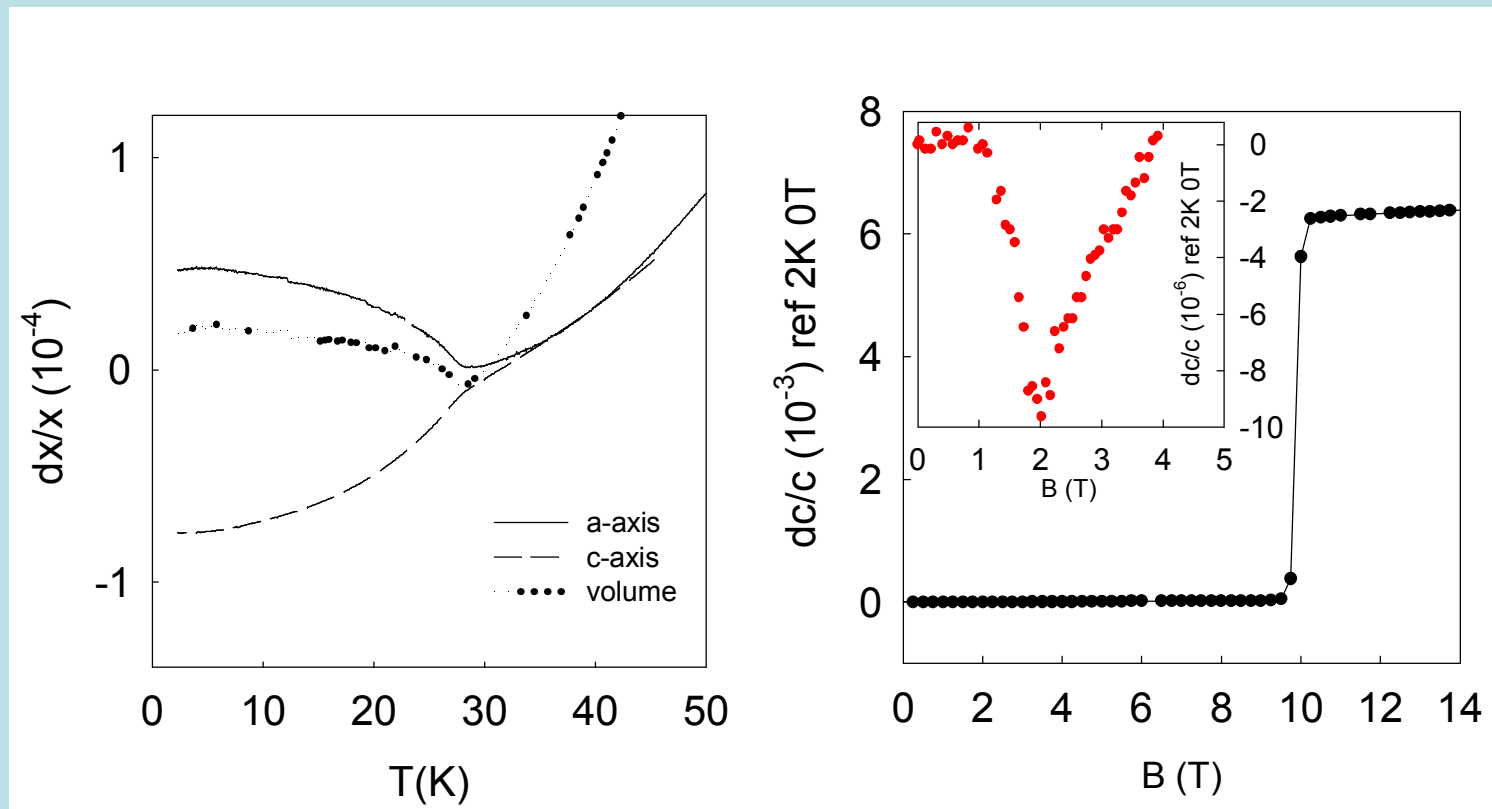 1
0
-1
dx/x (10-4)
a-axis
c-axis
volume
0 10 20 30 40 50
T(K)
8
6
4
2
0
dc/c (10-3) ref 2K 0T
0
-2
-4
-6
-8
-10
dc/c (10-6) ref 2K 0T
0 1 2 3 4 5
B (T)
0 2 4 6 8 10 12 14
B (T)